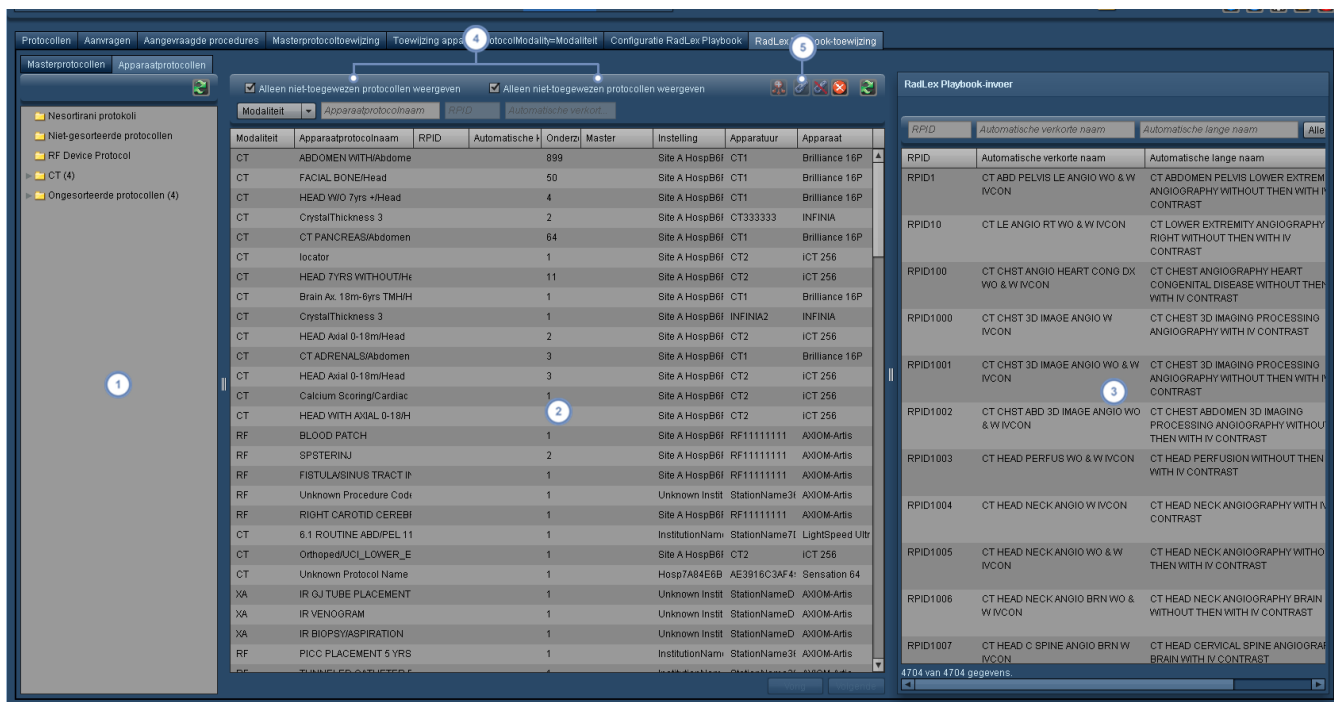 Protocollen Aanvragen Aangevraagde procedures Masterprotocoltoewijzing Toewijzing appa 4 otocolModality=Modaliteit Configuratie RadLex Playbook RadLex 5 ok-toewijzing
Masterprotocollen Apparaatprotocollen
Nesortirani protokoli
Niet-gesorteerde protocollen
RF Device Protocol
CT (4)
Ongesorteerde protocollen (4)
1
Alleen niet-toegewezen protocollen weergeven Alleen niet-toegewezen protocollen weergeven
Modaliteit Apparaatprotocolnaam RPID Automatische verkort
Modaliteit Apparaatprotocolnaam RPID Automatische Onderz Master Instelling Apparatuur Apparaat
CT ABDOMEN WITH/Abdome 899 Site A HospB6F CT1 Brilliance 16P
CT FACIAL BONE/Head 50 Site A HospB6F CT1 Brilliance 16P
CT HEAD W/O 7yrs +/Head 4 Site A HospB6F CT1 Brilliance 16P
CT CrystalThickness 3 2 Site A HospB6F CT333333 INFINIA
CT CT PANCREAS/Abdomen 64 Site A HospB6F CT1 Brilliance 16P
CT locator 1 Site A HospB6F CT2 iCT 256
CT HEAD 7YRS WITHOUT/He 11 Site A HospB6F CT2 iCT 256
CT Brain Ax. 18m-6yrs TMH/H 1 Site A HospB6F CT1 Brilliance 16P
CT CrystalThickness 3 1 Site A HospB6F INFINIA2 INFINIA
CT HEAD Axial 0-18m/Head 2 Site A HospB6F CT2 iCT 256
CT CT ADRENALS/Abdomen 3 Site A HospB6F CT1 Brilliance 16P
CT HEAD Axial 0-18m/Head 3 Site A HospB6F CT2 iCT 256
CT Calcium Scoring/Cardiac 1 Site A HospB6F CT2 iCT 256
CT HEAD WITH AXIAL 0-18/H 2 Site A HospB6F CT2 iCT 256
RF BLOOD PATCH 1 Site A HospB6F RF11111111 AXIOM-Artis
RF SPSTERINJ 2 Site A HospB6F RF11111111 AXIOM-Artis
RF FISTULA/SINUS TRACT IN 1 Site A HospB6F RF11111111 AXIOM-Artis
RF Unknown Procedure Code 1 Unknown Instit StationName3 AXIOM-Artis
RF RIGHT CAROTID CEREBF 1 Site A HospB6F RF11111111 AXIOM-Artis
CT 6.1 ROUTINE ABD/PEL 11 1 InstitutionNam StationName7 LightSpeed Ultr
CT Orthoped/UCI_LOWER_E 1 Site A HospB6F CT2 iCT 256
CT Unknown Protocol Name 1 Hosp7A84E6B AE3916C3AF4 Sensation 64
XA IR GJ TUBE PLACEMENT 1 Unknown Instit StationNameD AXIOM-Artis
XA IR VENOGRAM 1 Unknown Instit StationNameD AXIOM-Artis
XA IR BIOPSY/ASPIRATION 1 Unknown Instit StationNameD AXIOM-Artis
RF PICC PLACEMENT 5 YRS 1 InstitutionNam StationName3 AXIOM-Artis
RadLex Playbook-invoer
RPID Automatische verkorte naam Automatische lange naam Alle
RPID Automatische verkorte naam Automatische lange naam
RPID1 CT ABD PELVIS LE ANGIO WO & W CT ABDOMEN PELVIS LOWER EXTREM
IVCON ANGIOGRAPHY WITHOUT THEN WITH I
CONTRAST
RPID10 CT LE ANGIO RT WO & W IVCON CT LOWER EXTREMITY ANGIOGRAPHY
RIGHT WITHOUT THEN WITH IV
CONTRAST
RPID100 CT CHST ANGIO HEART CONG DX CT CHEST ANGIOGRAPHY HEART
WO & W IVCON CONGENITAL DISEASE WITHOUT THEN
WITH IV CONTRAST
RPID1000 CT CHST 3D IMAGE ANGIO W CT CHEST 3D IMAGING PROCESSING
IVCON ANGIOGRAPHY WITH IV CONTRAST
RPID1001 CT CHST 3D IMAGE ANGIO WO & W CT CHEST 3D IMAGING PROCESSING
IVCON ANGIOGRAPHY WITHOUT THEN WITH I
3 CONTRAST
RPID1002 CT CHST ABD 3D IMAGE ANGIO WO CT CHEST ABDOMEN 3D IMAGING
& W IVCON PROCESSING ANGIOGRAPHY WITHOU
THEN WITH IV CONTRAST
RPID1003 CT HEAD PERFUS WO & W IVCON CT HEAD PERFUSION WITHOUT THEN
WITH IV CONTRAST
RPID1004 CT HEAD NECK ANGIO W IVCON CT HEAD NECK ANGIOGRAPHY WITH I
CONTRAST
RPID1005 CT HEAD NECK ANGIO WO & W CT HEAD NECK ANGIOGRAPHY WITHO
IVCON THEN WITH IV CONTRAST
RPID1006 CT HEAD NECK ANGIO BRN WO & CT HEAD NECK ANGIOGRAPHY BRAIN
W IVCON WITHOUT THEN WITH IV CONTRAST
RPID1007 CT HEAD C SPINE ANGIO BRN W CT HEAD CERVICAL SPINE ANGIOGRA
IVCON BRAIN WITH IV CONTRAST
4704 van 4704 gegevens.